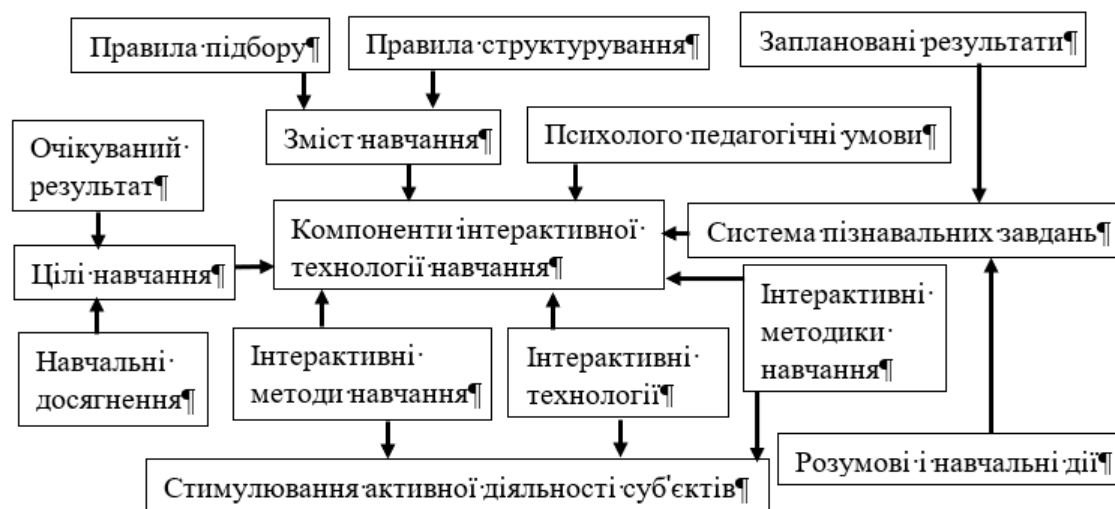 Правила·підбору¶
Правила·структурування¶
Заплановані·результати¶
Зміст·навчання¶
Психолого·педагогічні·умови¶
Очікуваний·
результат¶
Компоненти·інтерактивної·
технології·навчання¶
Система·пізнавальних·завдань¶
Цілі·навчання¶
Інтерактивні·
методики·
навчання¶
Навчальні·
досягнення¶
Інтерактивні·
методи·навчання¶
Інтерактивні·
технології¶
Розумові·і·навчальні·дії¶
Стимулювання·активної·діяльності·суб'єктів¶